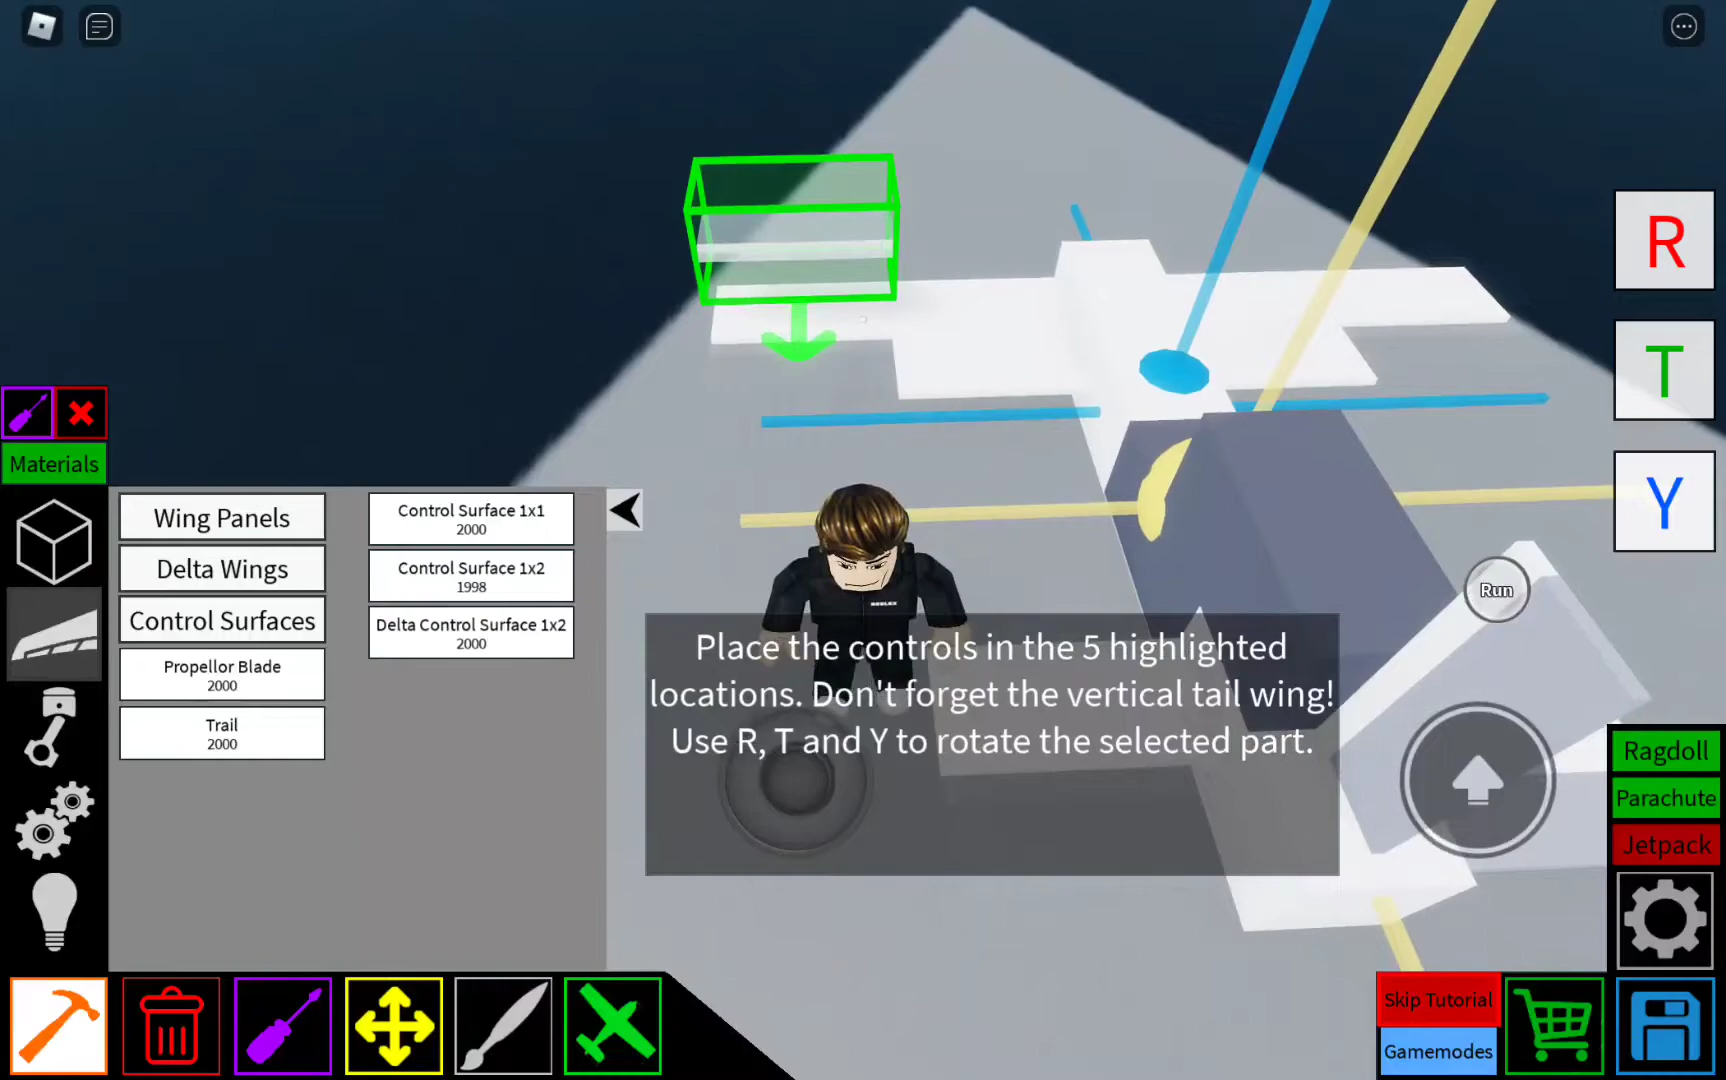 R
T
Y
Materials
Wing Panels
Delta Wings
Control Surfaces
Propellor Blade
2000
Trail
2000
Control Surface 1x1
2000
Control Surface 1x2
1998
Delta Control Surface 1x2
2000
ROBLOX
Run
Place the controls in the 5 highlighted
locations. Don't forget the vertical tail wing!
Use R, T and Y to rotate the selected part.
Ragdoll
Parachute
Jetpack
Skip Tutorial
Gamemodes